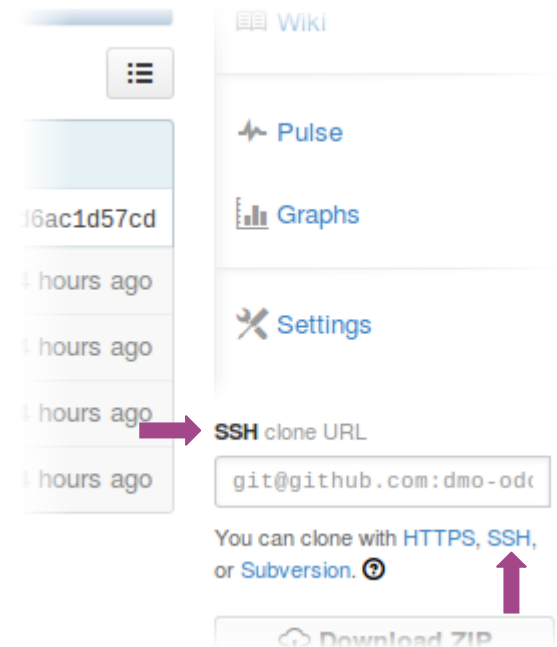 Wiki
Pulse
d6ac1d57cd
Graphs
hours ago
Settings
hours ago
hours ago
SSH clone URL
hours ago
git@github.com:dmo-od
You can clone with HTTPS, SSH,
or Subversion.
Download ZIP